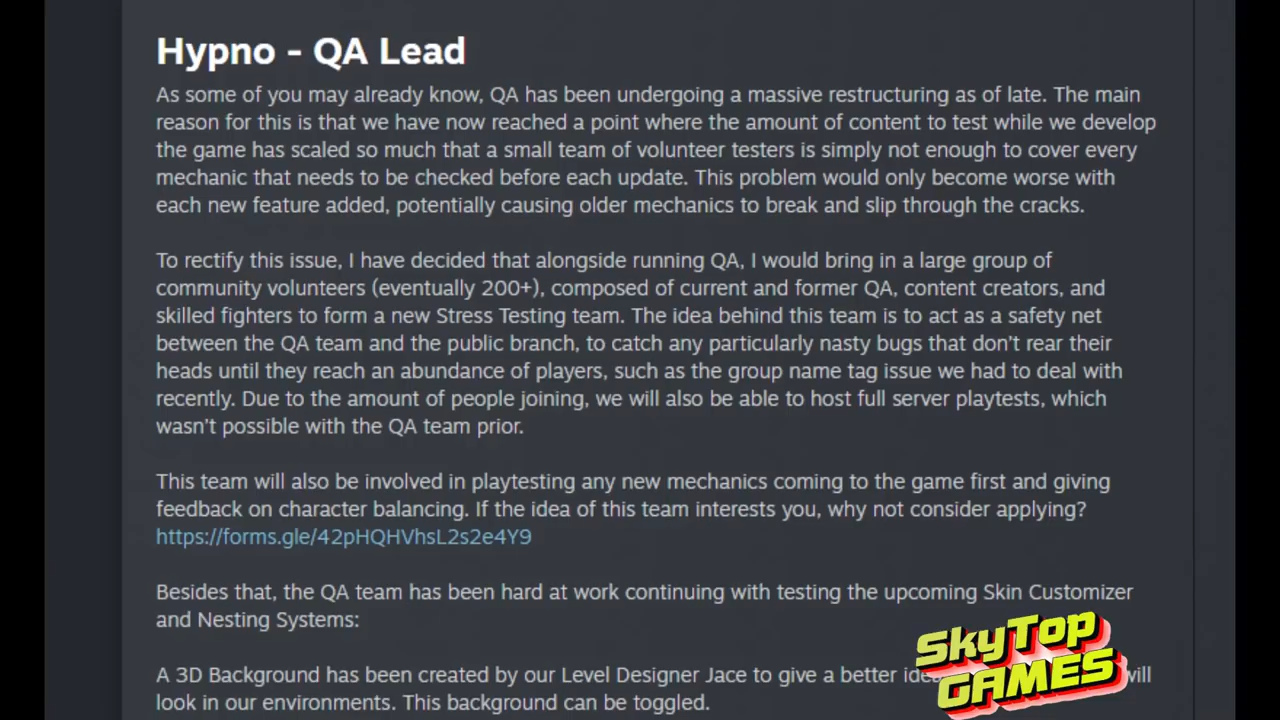 Hypno - QA Lead
As some of you may already know, QA has been undergoing a massive restructuring as of late. The main
reason for this is that we have now reached a point where the amount of content to test while we develop
the game has scaled so much that a small team of volunteer testers is simply not enough to cover every
mechanic that needs to be checked before each update. This problem would only become worse with
each new feature added, potentially causing older mechanics to break and slip through the cracks.
To rectify this issue, I have decided that alongside running QA, I would bring in a large group of
community volunteers (eventually 200+), composed of current and former QA, content creators, and
skilled fighters to form a new Stress Testing team. The idea behind this team is to act as a safety net
between the QA team and the public branch, to catch any particularly nasty bugs that don't rear their
heads until they reach an abundance of players, such as the group name tag issue we had to deal with
recently. Due to the amount of people joining, we will also be able to host full server playtests, which
wasn't possible with the QA team prior.
This team will also be involved in playtesting any new mechanics coming to the game first and giving
feedback on character balancing. If the idea of this team interests you, why not consider applying?
https://forms.gle/42pHQHVhsL2s2e4Y9
Besides that, the QA team has been hard at work continuing with testing the upcoming Skin Customizer
and Nesting Systems:
A 3D Background has been created by our Level Designer Jace to give a better will
look in our environments. This background can be toggled.
SkyTop
GAMES